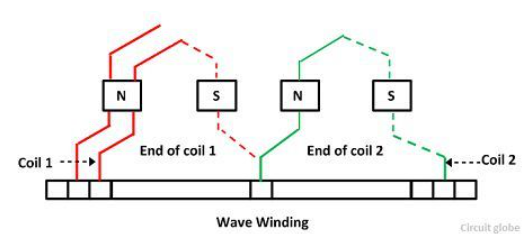 N
S
N
S
End of coil 1
End of coil 2
Coil 1
Coil 2
Wave Winding
Circuit globe